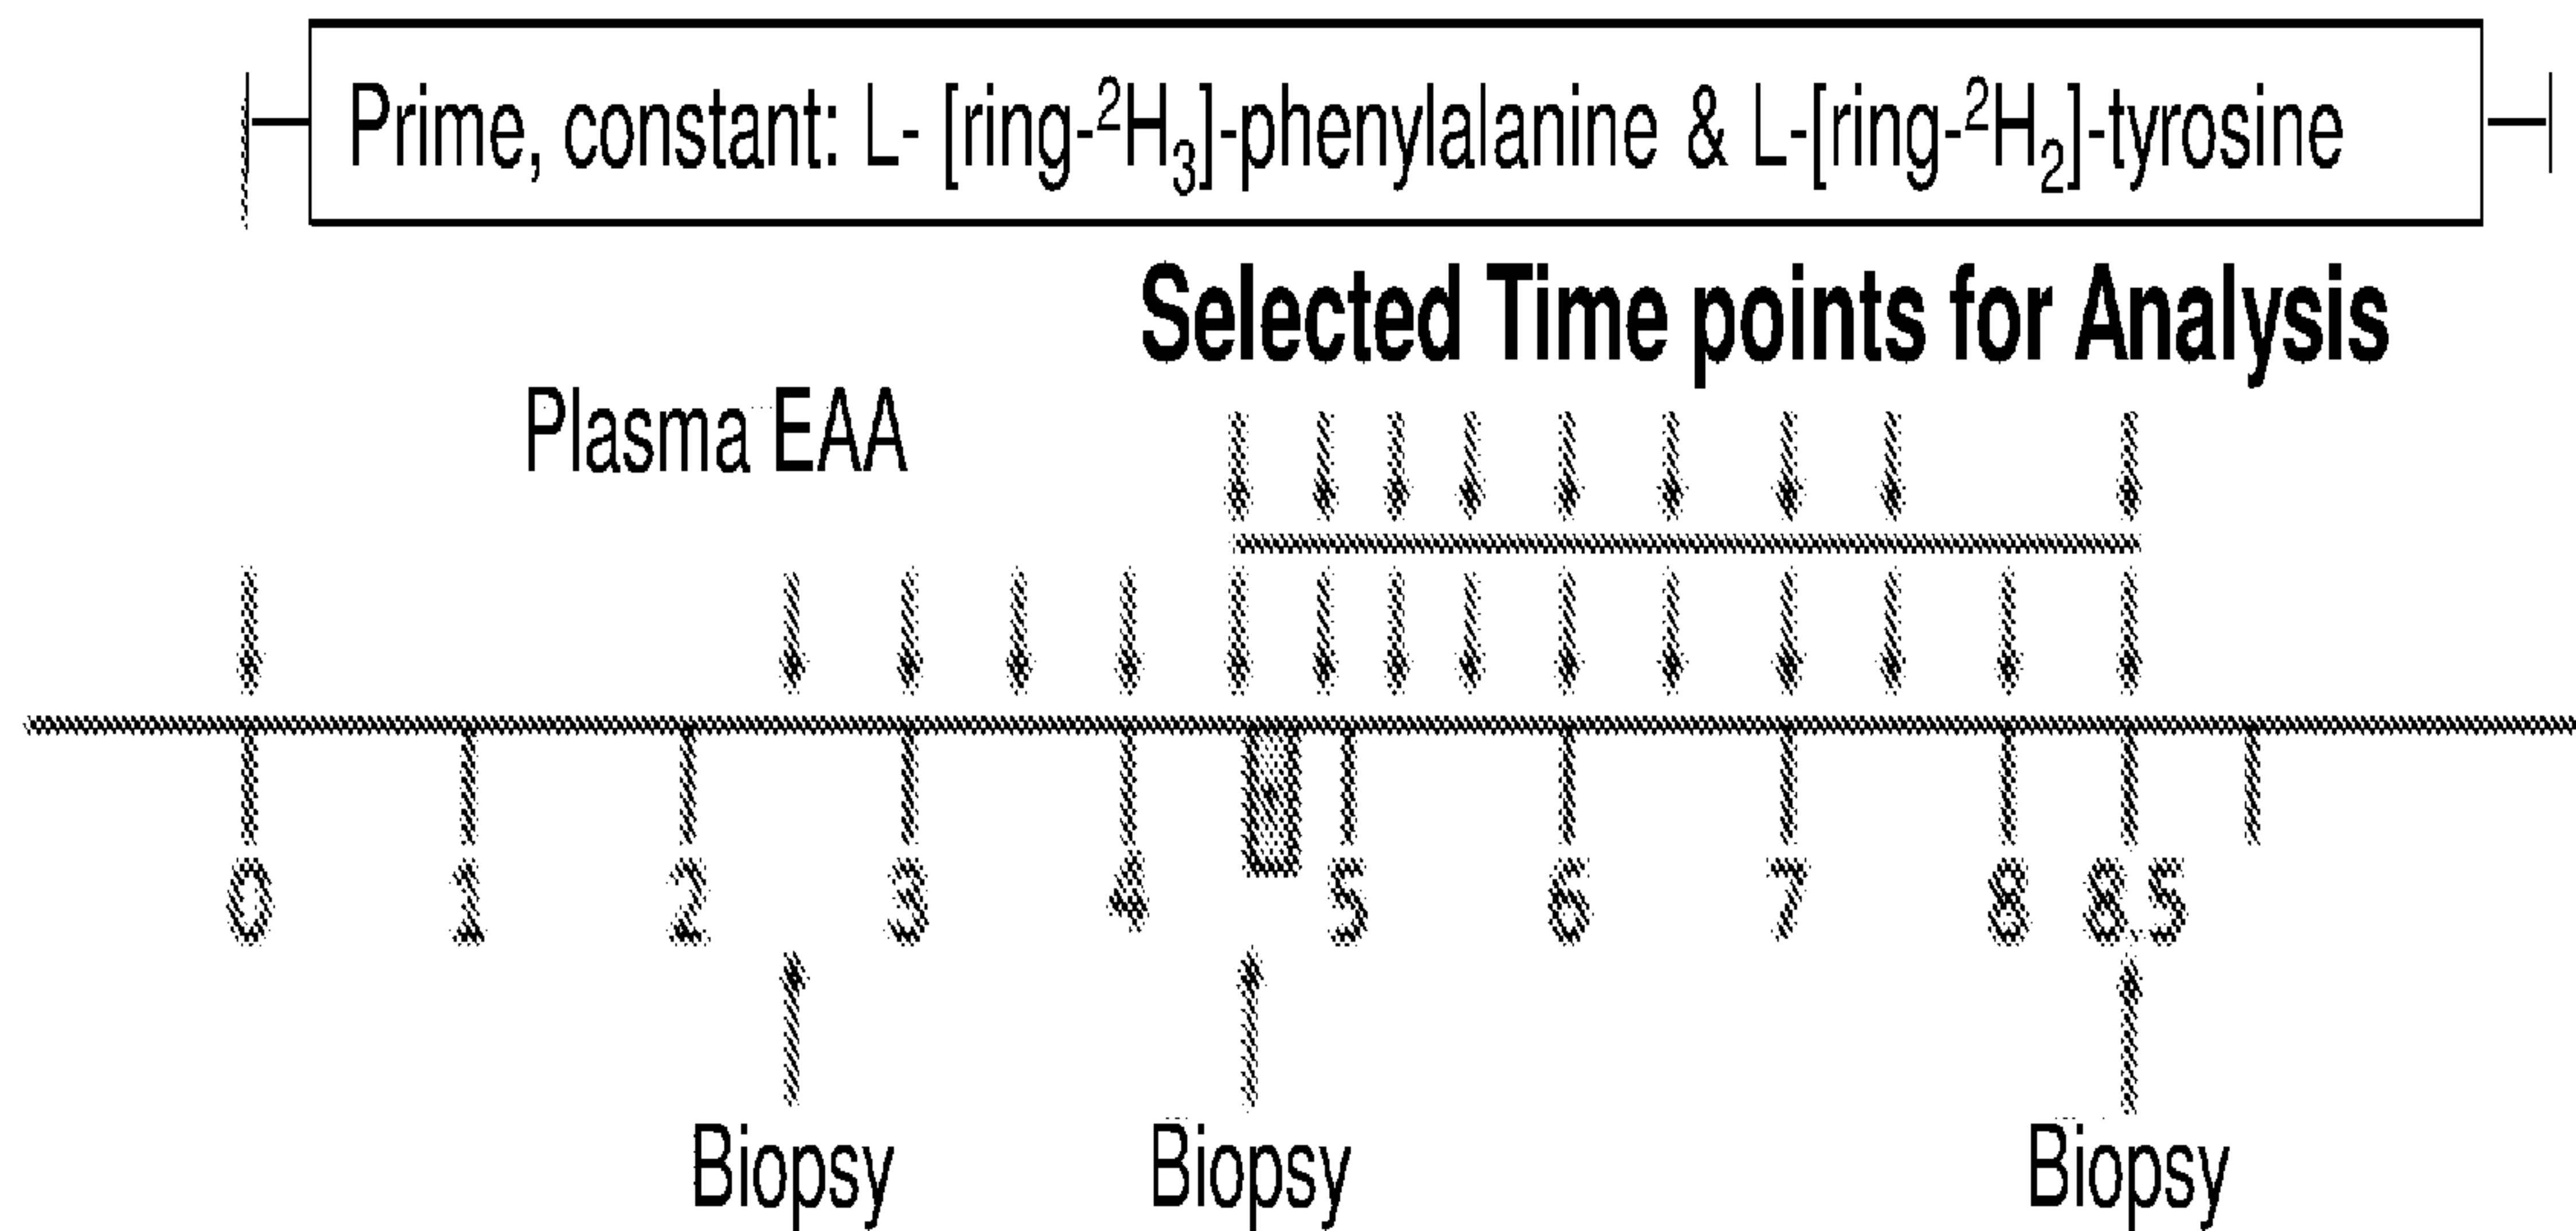 Prime, constant: L- [ring-²H₃]-phenylalanine & L-[ring-²H₂]-tyrosine
Selected Time points for Analysis
Plasma EAA
0 1 2 3 4 5 6 7 8 8.5
Biopsy Biopsy Biopsy